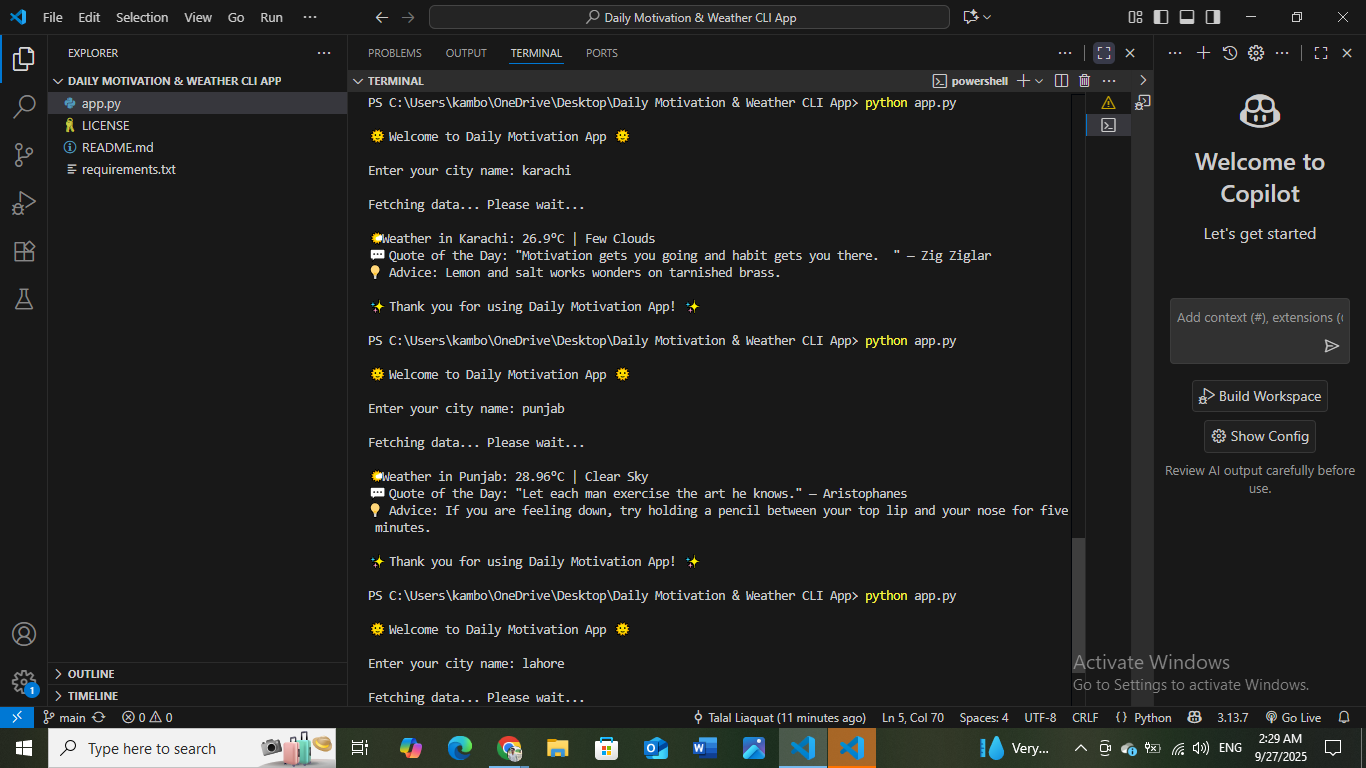 File Edit Selection View Go Run ···
Daily Motivation & Weather CLI App
EXPLORER
DAILY MOTIVATION & WEATHER CLI APP
app.py
LICENSE
README.md
requirements.txt
OUTLINE
TIMELINE
PROBLEMS OUTPUT TERMINAL PORTS
TERMINAL
powershell
PS C:\Users\kambo\OneDrive\Desktop\Daily Motivation & Weather CLI App> python app.py
🌞 Welcome to Daily Motivation App 🌞
Enter your city name: karachi
Fetching data... Please wait...
🌤Weather in Karachi: 26.9°C | Few Clouds
💬 Quote of the Day: "Motivation gets you going and habit gets you there.  " — Zig Ziglar
💡 Advice: Lemon and salt works wonders on tarnished brass.
✨ Thank you for using Daily Motivation App! ✨
PS C:\Users\kambo\OneDrive\Desktop\Daily Motivation & Weather CLI App> python app.py
🌞 Welcome to Daily Motivation App 🌞
Enter your city name: punjab
Fetching data... Please wait...
🌤Weather in Punjab: 28.96°C | Clear Sky
💬 Quote of the Day: "Let each man exercise the art he knows." — Aristophanes
💡 Advice: If you are feeling down, try holding a pencil between your top lip and your nose for five
minutes.
✨ Thank you for using Daily Motivation App! ✨
PS C:\Users\kambo\OneDrive\Desktop\Daily Motivation & Weather CLI App> python app.py
🌞 Welcome to Daily Motivation App 🌞
Enter your city name: lahore
Fetching data... Please wait...
Welcome to
Copilot
Let's get started
Add context (#), extensions (
Build Workspace
Show Config
Review AI output carefully before
use.
Activate Windows
Go to Settings to activate Windows.
1
main 0 0 Talal Liaquat (11 minutes ago) Ln 5, Col 70 Spaces: 4 UTF-8 CRLF {} Python 3.13.7 Go Live
Type here to search
Very...
ENG
2:29 AM
9/27/2025